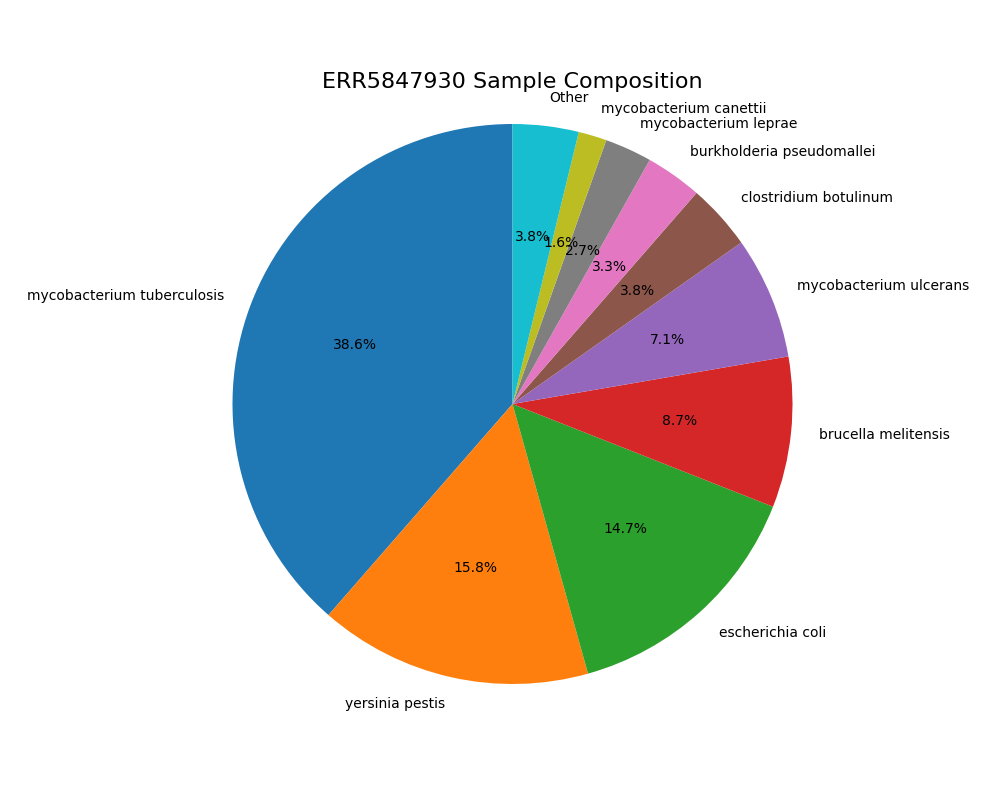 ERR5847930 Sample Composition
Other
mycobacterium canettii
mycobacterium leprae
burkholderia pseudomallei
clostridium botulinum
mycobacterium ulcerans
brucella melitensis
escherichia coli
yersinia pestis
mycobacterium tuberculosis
3.8%
1.6%
2.7%
3.3%
3.8%
7.1%
8.7%
14.7%
15.8%
38.6%